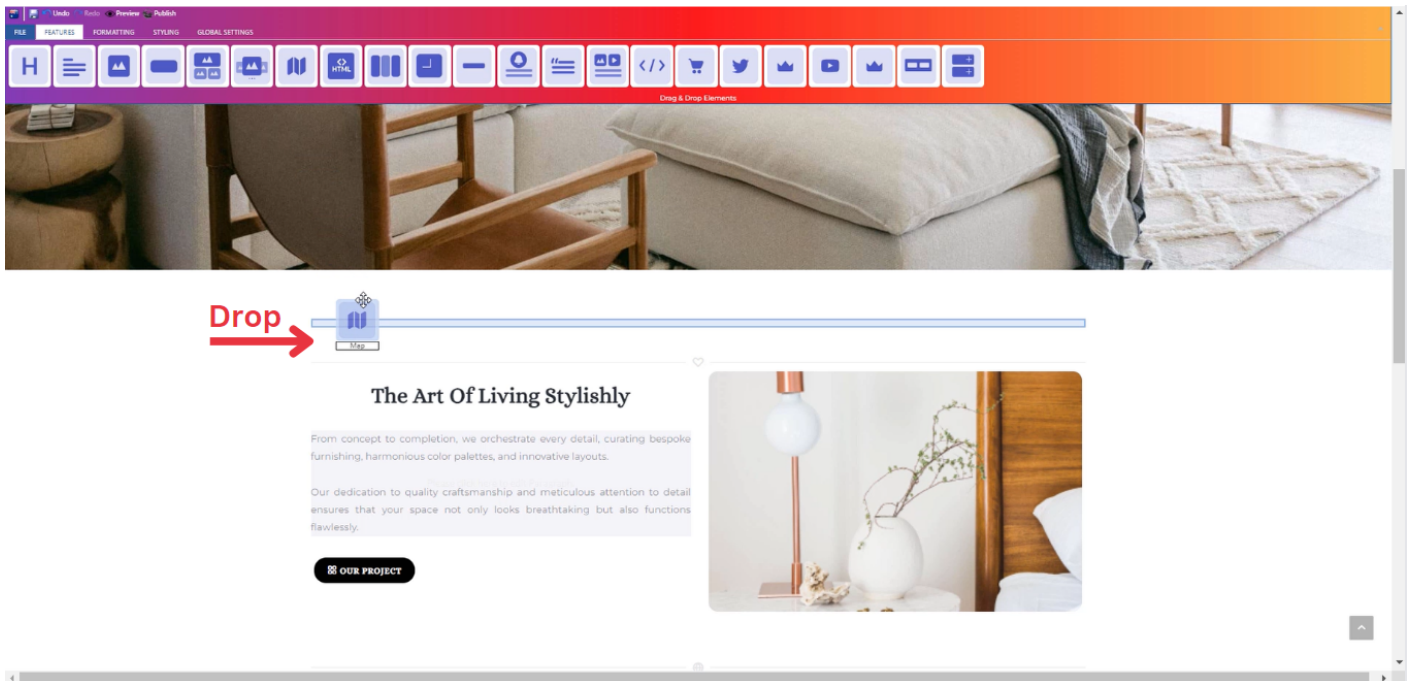 Undo Redo Preview Publish
FILE FEATURES FORMATTING STYLING GLOBAL SETTINGS
H
HTML
Drag & Drop Elements
Drop
Map
The Art Of Living Stylishly
From concept to completion, we orchestrate every detail, curating bespoke
furnishing, harmonious color palettes, and innovative layouts.
Our dedication to quality craftsmanship and meticulous attention to detail
ensures that your space not only looks breathtaking but also functions
flawlessly.
OUR PROJECT